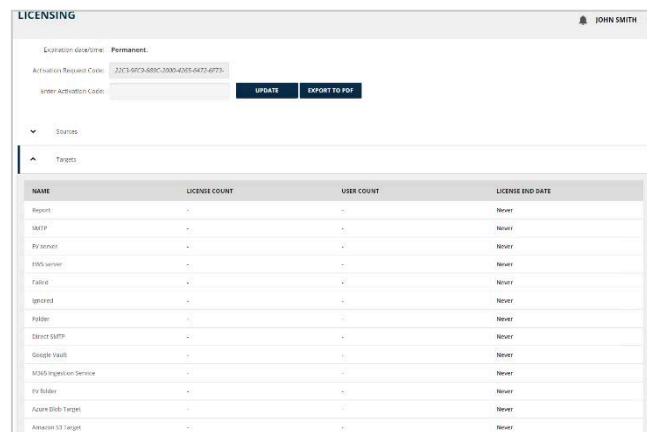 LICENSING
JOHN SMITH
Expiration date/time: Permanent.
Activation Request Code:
Enter Activation Code: UPDATE EXPORT TO PDF
Sources
Targets
NAME LICENSE COUNT USER COUNT LICENSE END DATE
Report - - Never
SMTP - - Never
EV server - - Never
EWS server - - Never
Failed - - Never
Ignored - - Never
Folder - - Never
Direct SMTP - - Never
Google Vault - - Never
M365 Ingestion Service - - Never
EV folder - - Never
Azure Blob Target - - Never
Amazon S3 Target - - Never